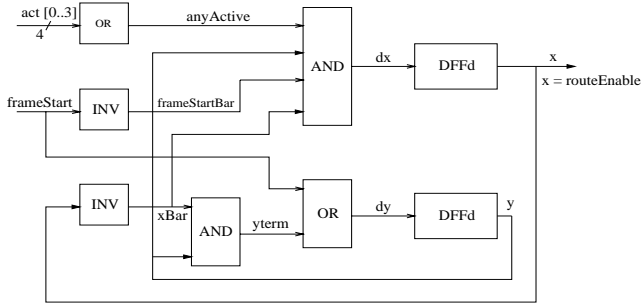 act [0..3]
4
OR
anyActive
AND
dx
DFFd
x
x = routeEnable
frameStart
INV
frameStartBar
INV
xBar
AND
yterm
OR
dy
DFFd
y